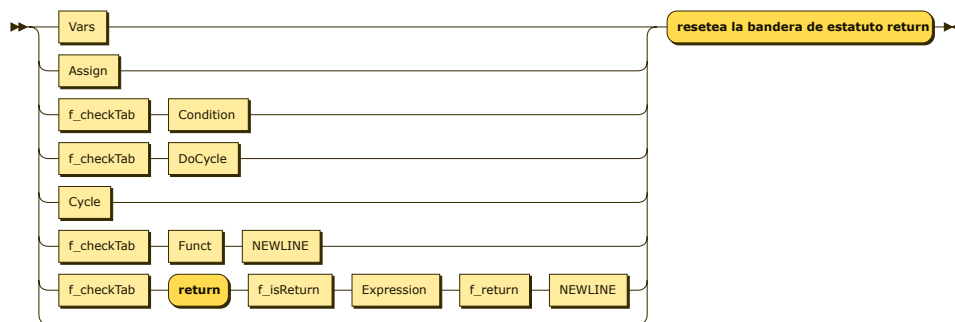 Vars resetea la bandera de estatuto return
Assign
f_checkTab Condition
f_checkTab DoCycle
Cycle
f_checkTab Funct NEWLINE
f_checkTab return f_isReturn Expression f_return NEWLINE